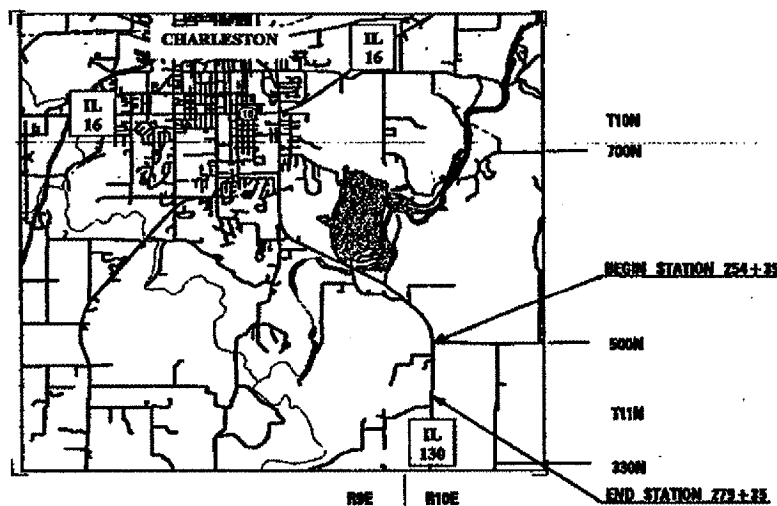 CHARLESTON
IL
16
IL
16
T10N
700N
BEGIN STATION 254+39
500N
T11N
IL
130
330N
R9E R10E
END STATION 279+35